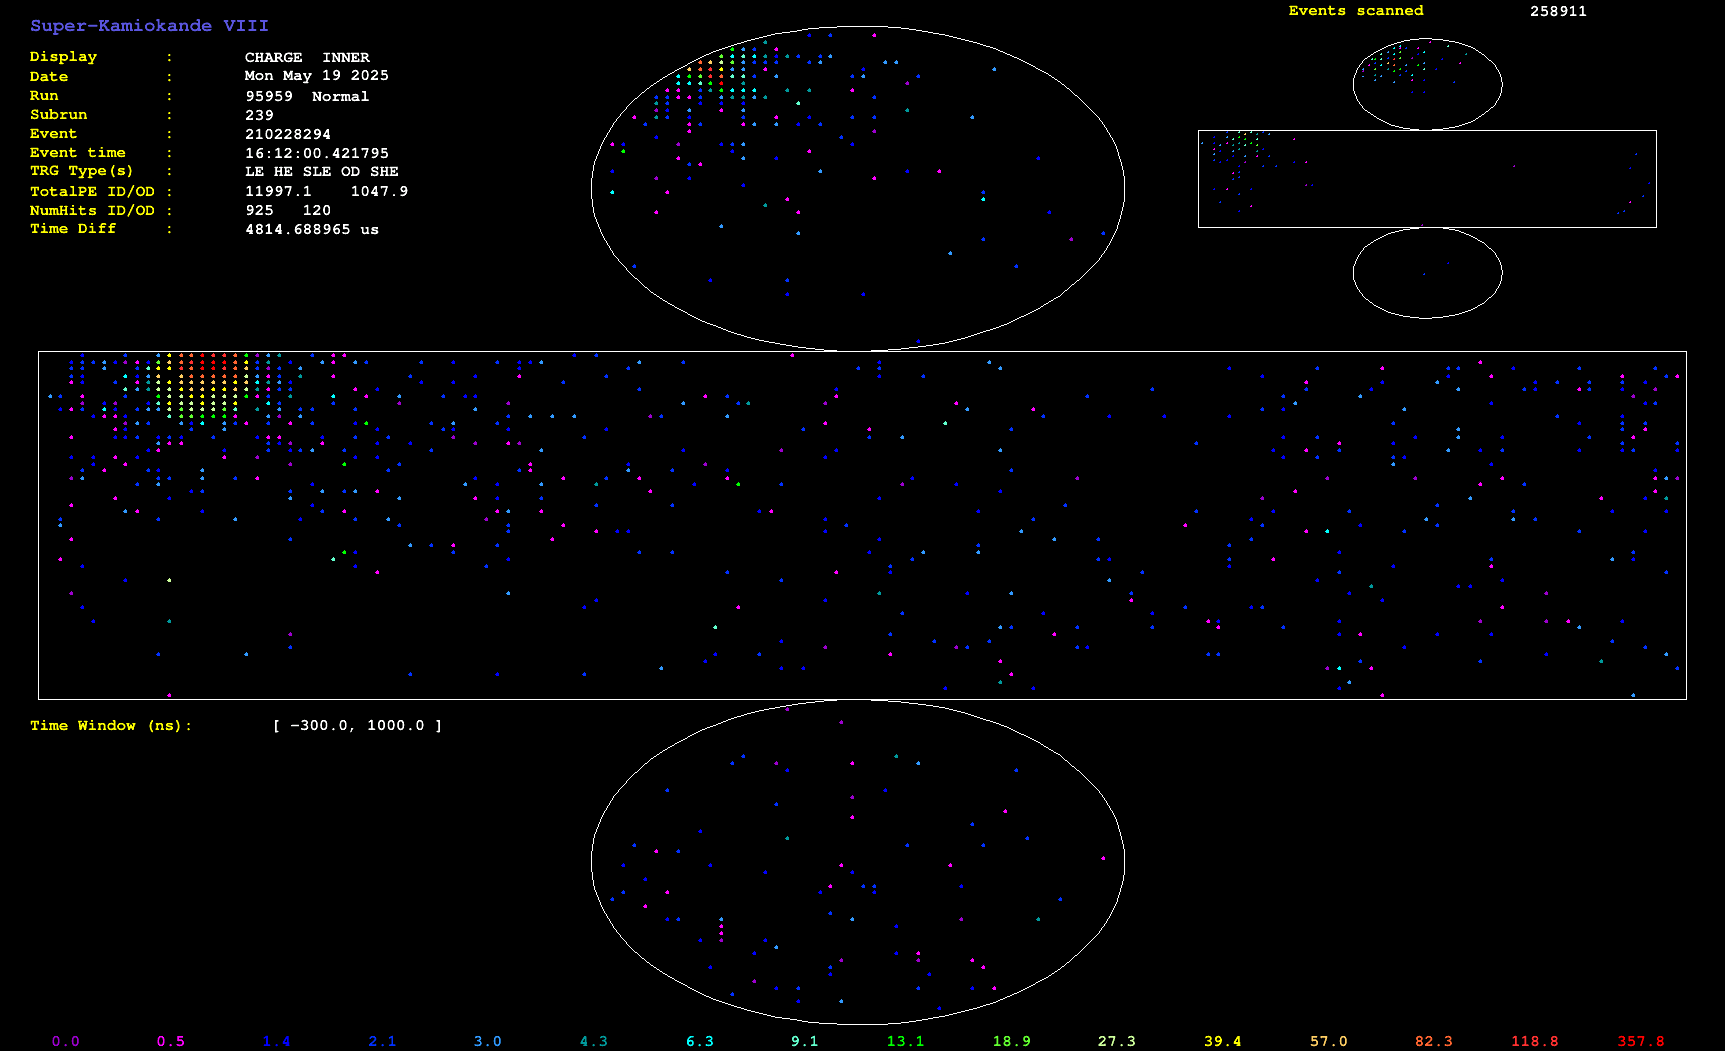 Super-Kamiokande VIII
Display : CHARGE INNER
Date : Mon May 19 2025
Run : 95959 Normal
Subrun : 239
Event : 210228294
Event time : 16:12:00.421795
TRG Type(s) : LE HE SLE OD SHE
TotalPE ID/OD : 11997.1 1047.9
NumHits ID/OD : 925 120
Time Diff : 4814.688965 us
Events scanned 258911
Time Window (ns): [ -300.0, 1000.0 ]
0.0 0.5 1.4 2.1 3.0 4.3 6.3 9.1 13.1 18.9 27.3 39.4 57.0 82.3 118.8 357.8